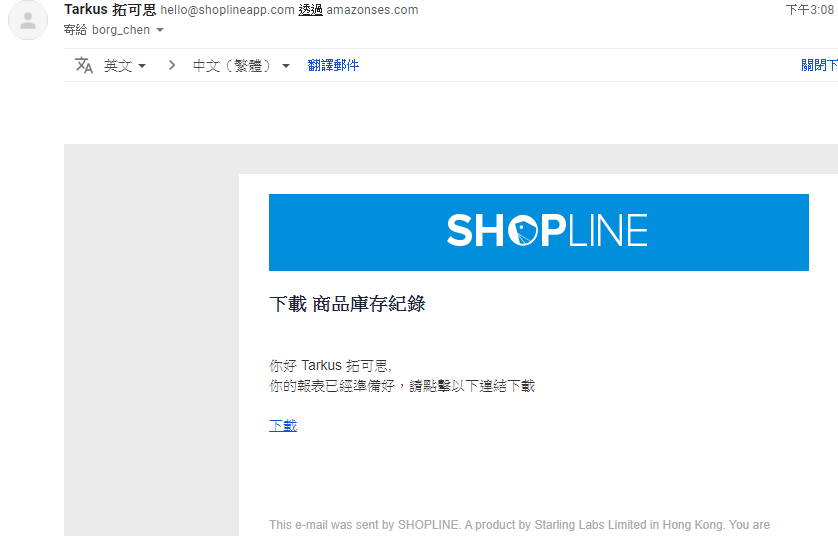 Tarkus 拓可思 hello@shoplineapp.com 透過 amazonses.com 下午3:08
寄給 borg_chen
英文 中文（繁體） 翻譯郵件 關閉下
SHOPLINE
下載 商品庫存紀錄
你好 Tarkus 拓可思,
你的報表已經準備好，請點擊以下連結下載
下載
This e-mail was sent by SHOPLINE. A product by Starling Labs Limited in Hong Kong. You are